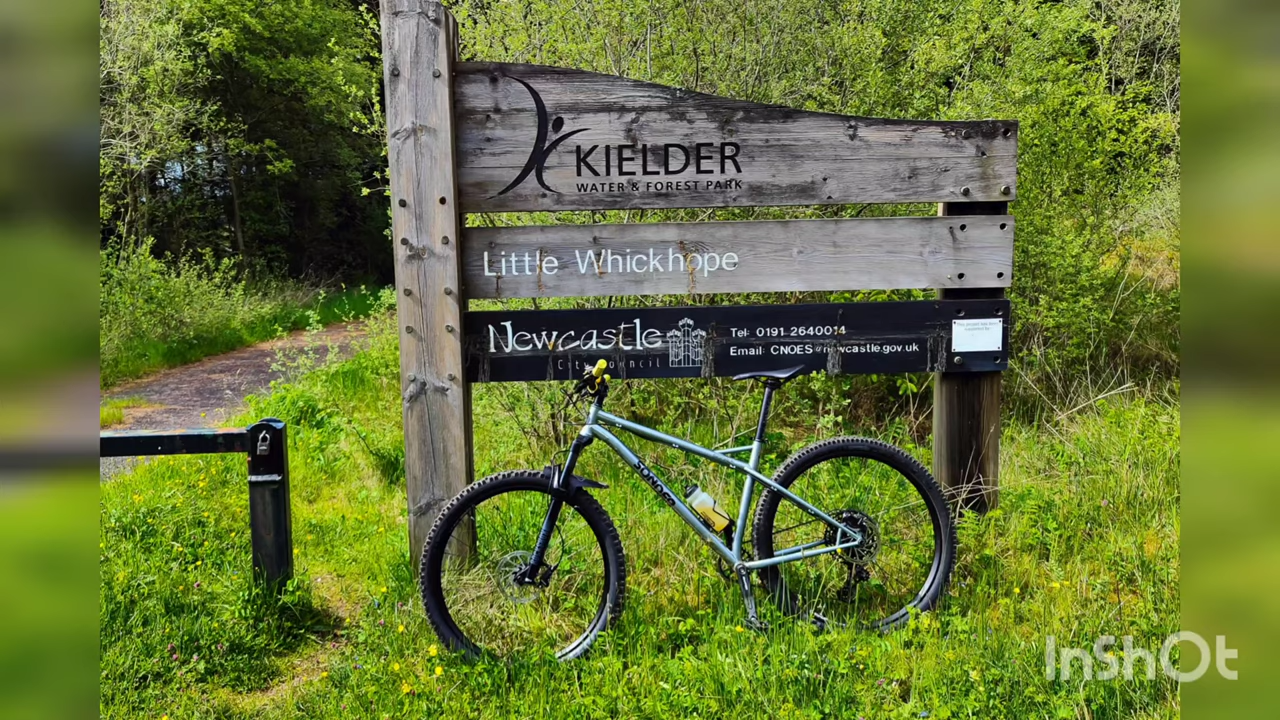 KIELDER
WATER & FOREST PARK
Little Whickhope
Newcastle
City Council
Tel: 0191 2640014
Email: CNOES@newcastle.gov.uk
SONDER
InShOt